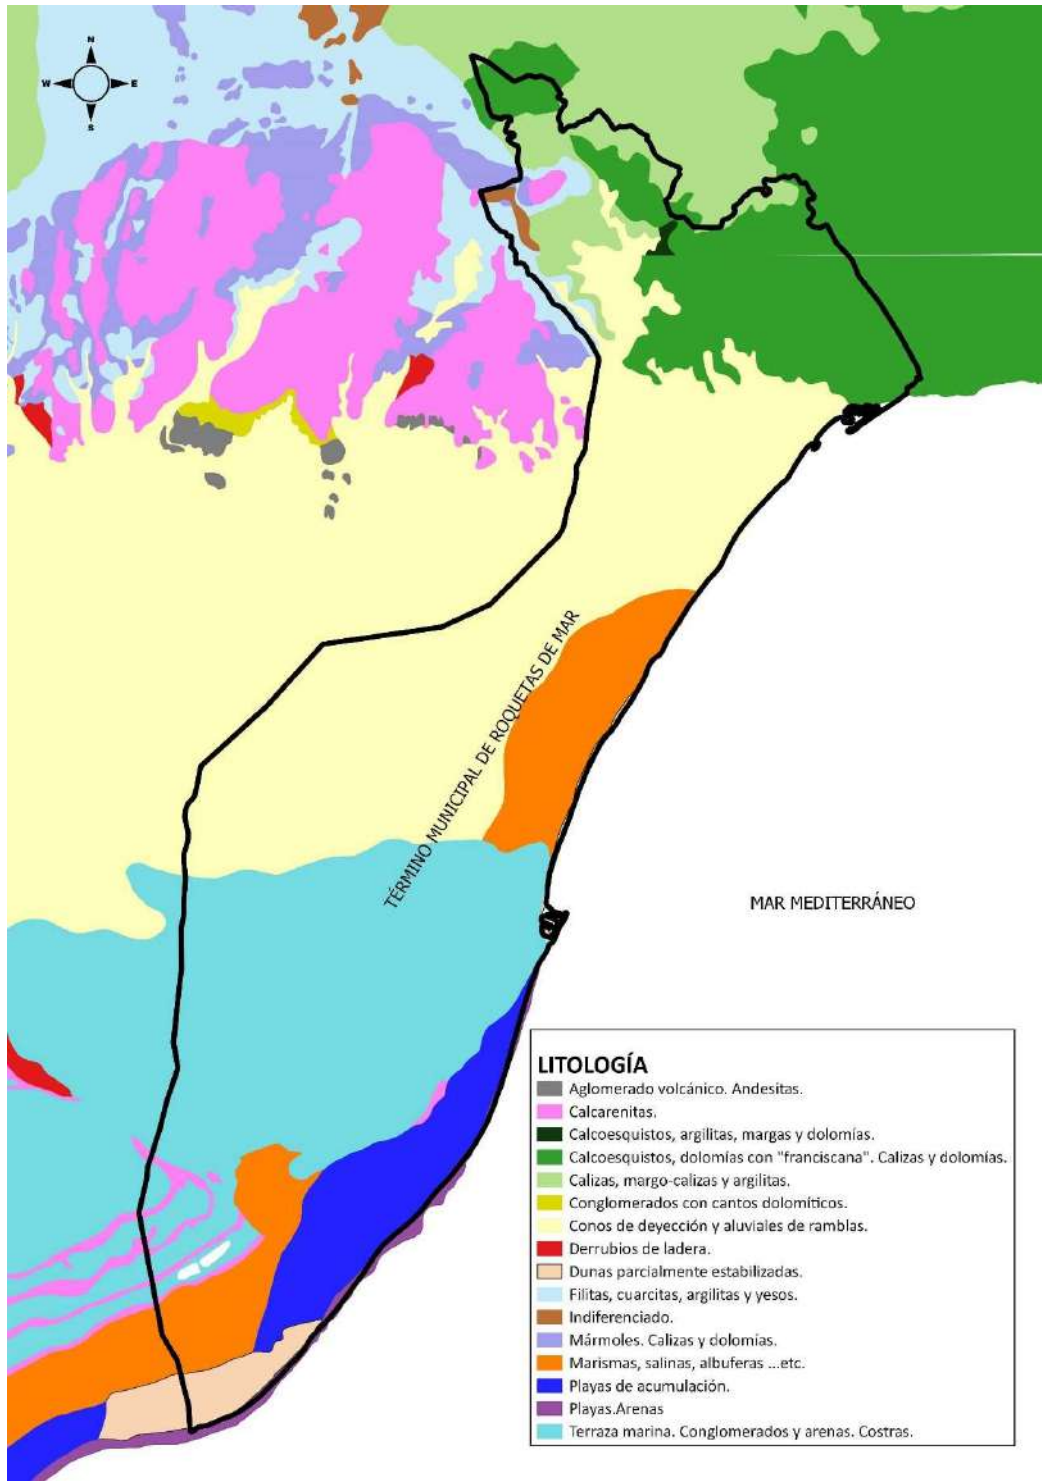 N
W E
S
TÉRMINO MUNICIPAL DE ROQUETAS DE MAR
MAR MEDITERRÁNEO
LITOLOGÍA
Aglomerado volcánico. Andesitas.
Calcarenitas.
Calcoesquistos, argilitas, margas y dolomías.
Calcoesquistos, dolomías con "franciscana". Calizas y dolomías.
Calizas, margo-calizas y argilitas.
Conglomerados con cantos dolomíticos.
Conos de deyección y aluviales de ramblas.
Derrubios de ladera.
Dunas parcialmente estabilizadas.
Filitas, cuarcitas, argilitas y yesos.
Indiferenciado.
Mármoles. Calizas y dolomías.
Marismas, salinas, albuferas ...etc.
Playas de acumulación.
Playas.Arenas
Terraza marina. Conglomerados y arenas. Costras.